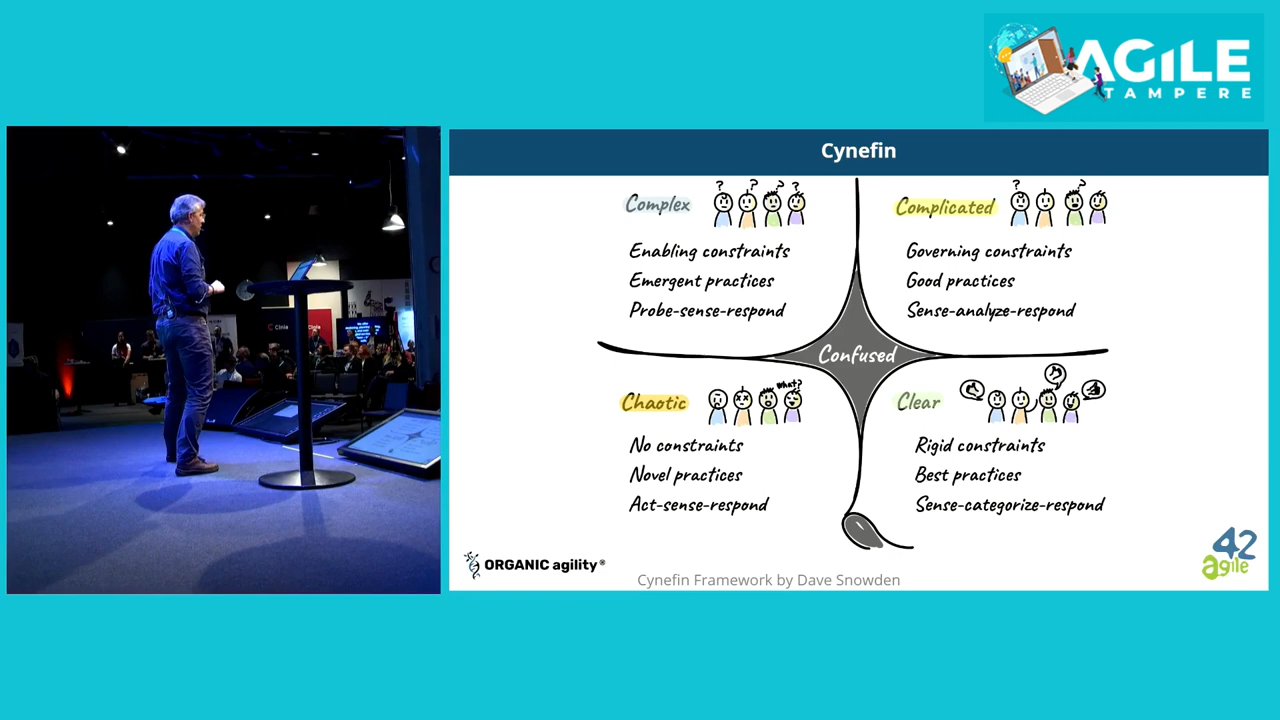 AGILE
TAMPERE
Cynefin
Complex
? ? ? ?
Enabling constraints
Emergent practices
Probe-sense-respond
Complicated
? ?
Governing constraints
Good practices
Sense-analyze-respond
Confused
Chaotic
what?
No constraints
Novel practices
Act-sense-respond
Clear
Rigid constraints
Best practices
Sense-categorize-respond
ORGANIC agility®
Cynefin Framework by Dave Snowden
agile 42
Cinia
Cinia